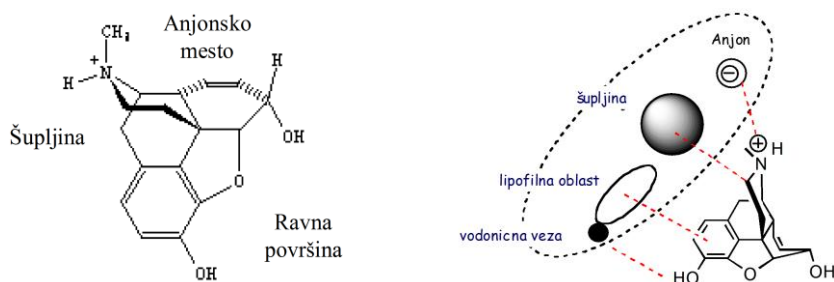 CH₃
Anjonsko
mesto
H
+
N
H
Šupljina
OH
O
Ravna
površina
OH
Anjon
šupljina
H
N
lipofilna oblast
vodonicna veza
HO
O
OH